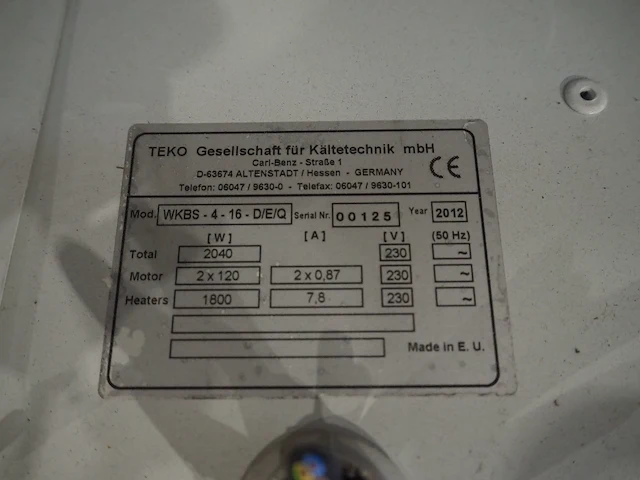 TEKO Gesellschaft für Kältetechnik mbH
Carl-Benz - Straße 1
D-63674 ALTENSTADT / Hessen - GERMANY
CE
Telefon: 06047 / 9630-0 - Telefax: 06047 / 9630-101
Mod. WKBS - 4 - 16 - D/E/Q Serial Nr. 00125 Year 2012
[ W ] [ A ] [ V ] (50 Hz)
Total 2040 230 ~
Motor 2 x 120 2 x 0,87 230 ~
Heaters 1800 7,8 230 ~
Made in E. U.